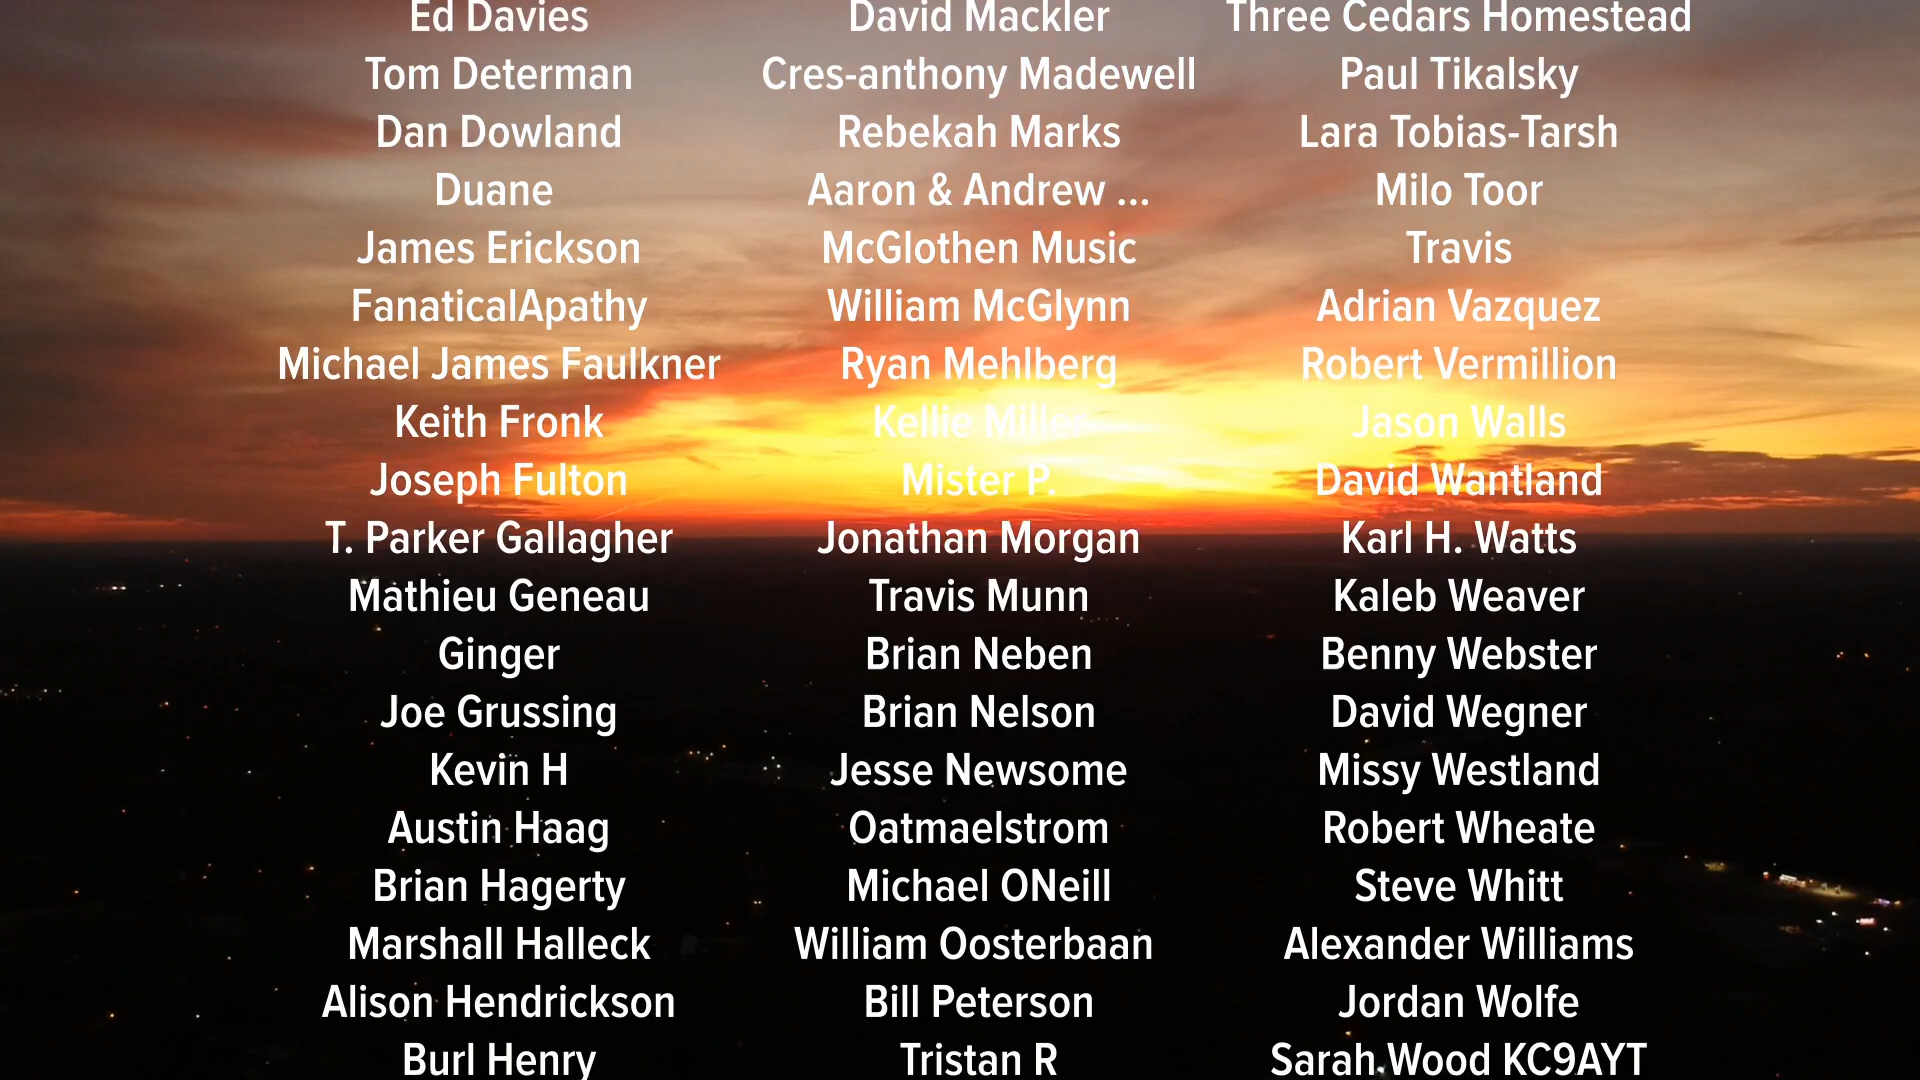 Ed Davies
Tom Determan
Dan Dowland
Duane
James Erickson
FanaticalApathy
Michael James Faulkner
Keith Fronk
Joseph Fulton
T. Parker Gallagher
Mathieu Geneau
Ginger
Joe Grussing
Kevin H
Austin Haag
Brian Hagerty
Marshall Halleck
Alison Hendrickson
Burl Henry
David Mackler
Cres-anthony Madewell
Rebekah Marks
Aaron & Andrew ...
McGlothen Music
William McGlynn
Ryan Mehlberg
Kellie Miller
Mister P.
Jonathan Morgan
Travis Munn
Brian Neben
Brian Nelson
Jesse Newsome
Oatmaelstrom
Michael ONeill
William Oosterbaan
Bill Peterson
Tristan R
Three Cedars Homestead
Paul Tikalsky
Lara Tobias-Tarsh
Milo Toor
Travis
Adrian Vazquez
Robert Vermillion
Jason Walls
David Wantland
Karl H. Watts
Kaleb Weaver
Benny Webster
David Wegner
Missy Westland
Robert Wheate
Steve Whitt
Alexander Williams
Jordan Wolfe
Sarah Wood KC9AYT